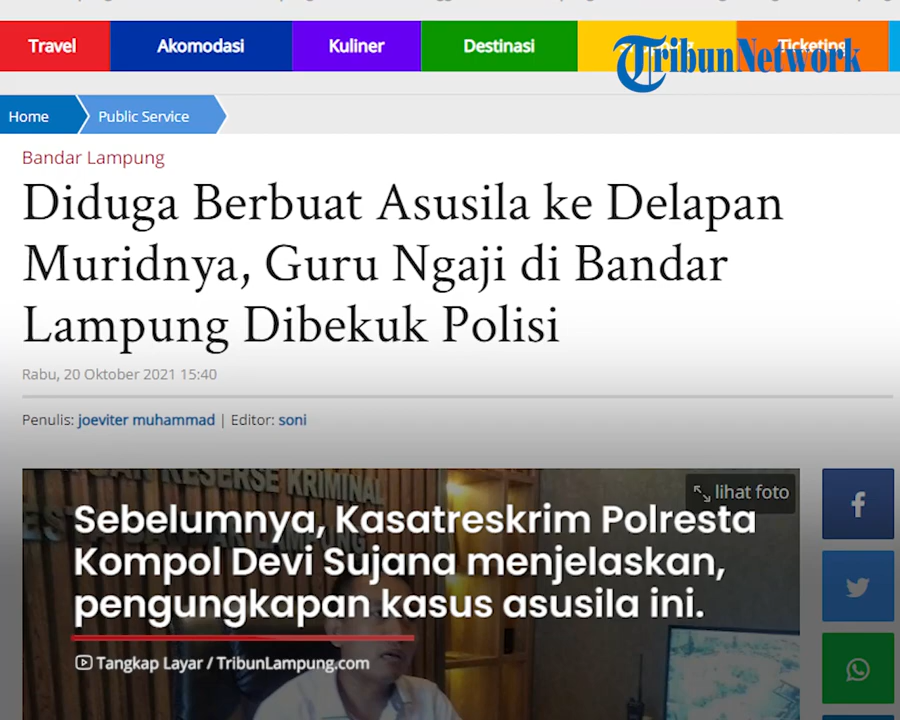 Travel
Akomodasi
Kuliner
Destinasi
Ticketing
TribunNetwork
Home
Public Service
Bandar Lampung
Diduga Berbuat Asusila ke Delapan
Muridnya, Guru Ngaji di Bandar
Lampung Dibekuk Polisi
Rabu, 20 Oktober 2021 15:40
Penulis: joeviter muhammad | Editor: soni
RESERSE KRIMINAL
lihat foto
Sebelumnya, Kasatreskrim Polresta
Kompol Devi Sujana menjelaskan,
pengungkapan kasus asusila ini.
Tangkap Layar / TribunLampung.com